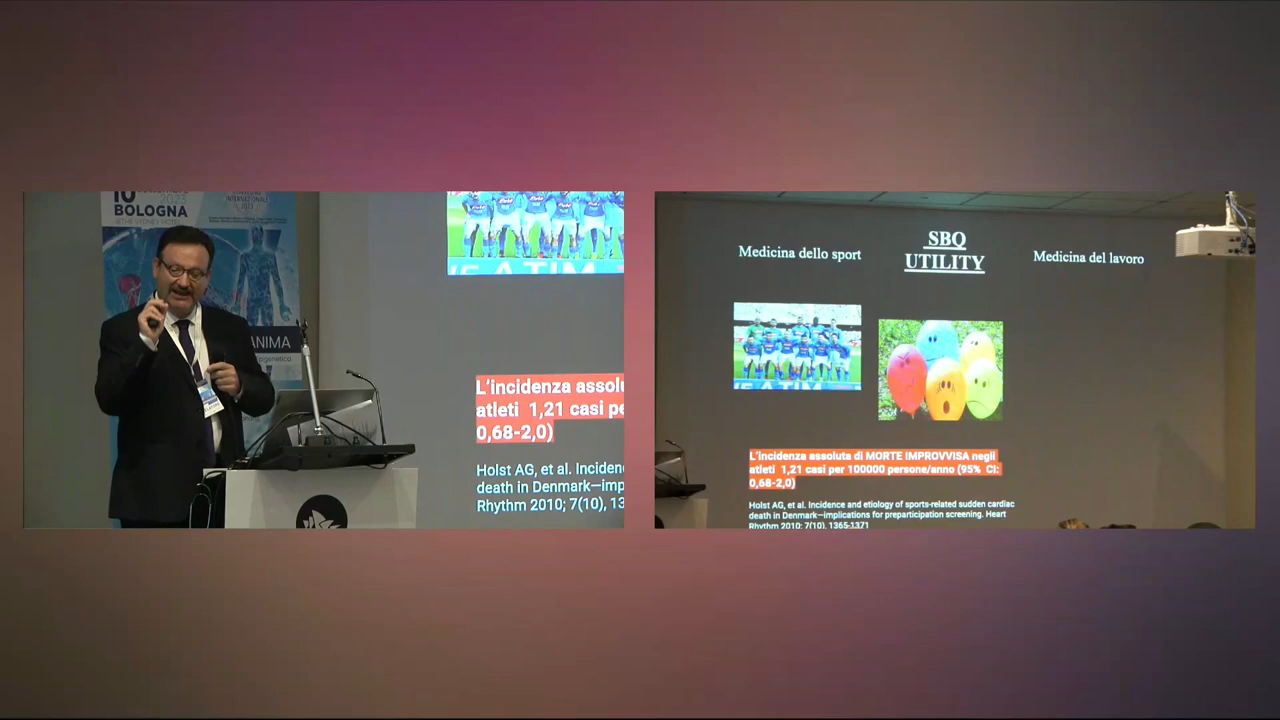 10
2023
BOLOGNA
INTERNAZIONALE
ANIMA
L'incidenza assolu
atleti 1,21 casi pe
0,68-2,0)
Holst AG, et al. Inciden
death in Denmark—imp
Rhythm 2010; 7(10), 13
Medicina dello sport
SBQ
UTILITY
Medicina del lavoro
L'incidenza assoluta di MORTE IMPROVVISA negli
atleti 1,21 casi per 100000 persone/anno (95% CI:
0,68-2,0)
Holst AG, et al. Incidence and etiology of sports-related sudden cardiac
death in Denmark—implications for preparticipation screening. Heart
Rhythm 2010; 7(10), 1365-1371